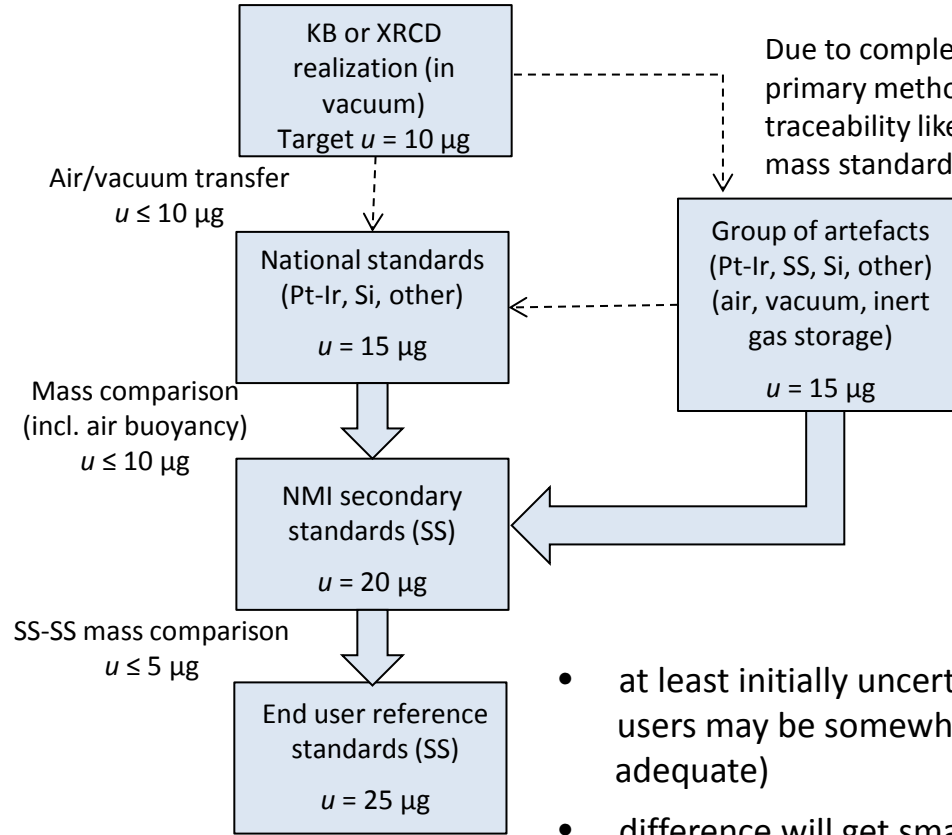 KB or XRCD
realization (in
vacuum)
Target u = 10 µg
Due to comple
primary metho
traceability like
mass standard
Air/vacuum transfer
u ≤ 10 µg
National standards
(Pt-Ir, Si, other)
u = 15 µg
Group of artefacts
(Pt-Ir, SS, Si, other)
(air, vacuum, inert
gas storage)
u = 15 µg
Mass comparison
(incl. air buoyancy)
u ≤ 10 µg
NMI secondary
standards (SS)
u = 20 µg
SS-SS mass comparison
u ≤ 5 µg
End user reference
standards (SS)
u = 25 µg
• at least initially uncert
users may be somewh
adequate)
• difference will get sma